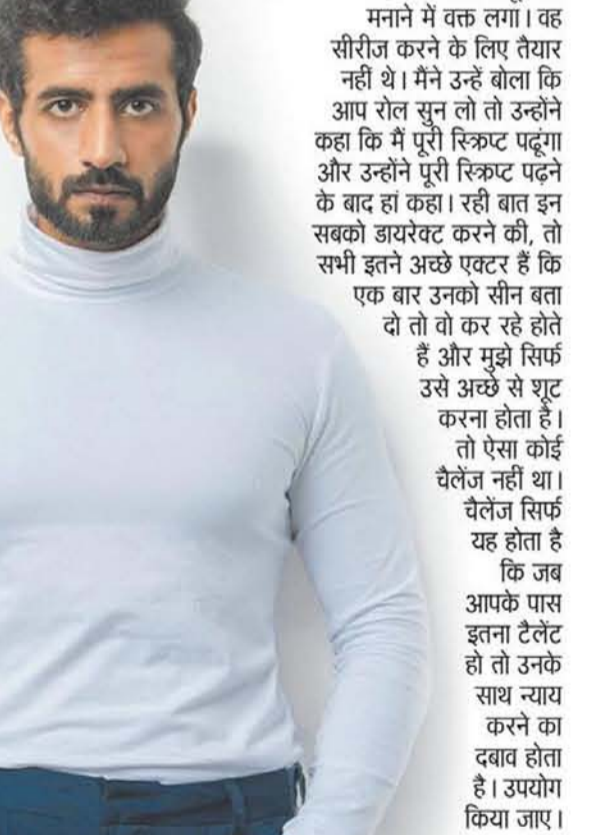 मनाने में वक्त लगा। वह
सीरीज करने के लिए तैयार
नहीं थे। मैंने उन्हें बोला कि
आप रोल सुन लो तो उन्होंने
कहा कि मैं पूरी स्क्रिप्ट पढूंगा
और उन्होंने पूरी स्क्रिप्ट पढ़ने
के बाद हां कहा। रही बात इन
सबको डायरेक्ट करने की, तो
सभी इतने अच्छे एक्टर हैं कि
एक बार उनको सीन बता
दो तो वो कर रहे होते
हैं और मुझे सिर्फ
उसे अच्छे से शूट
करना होता है।
तो ऐसा कोई
चैलेंज नहीं था।
चैलेंज सिर्फ
यह होता है
कि जब
आपके पास
इतना टैलेंट
हो तो उनके
साथ न्याय
करने का
दबाव होता
है। उपयोग
किया जाए।